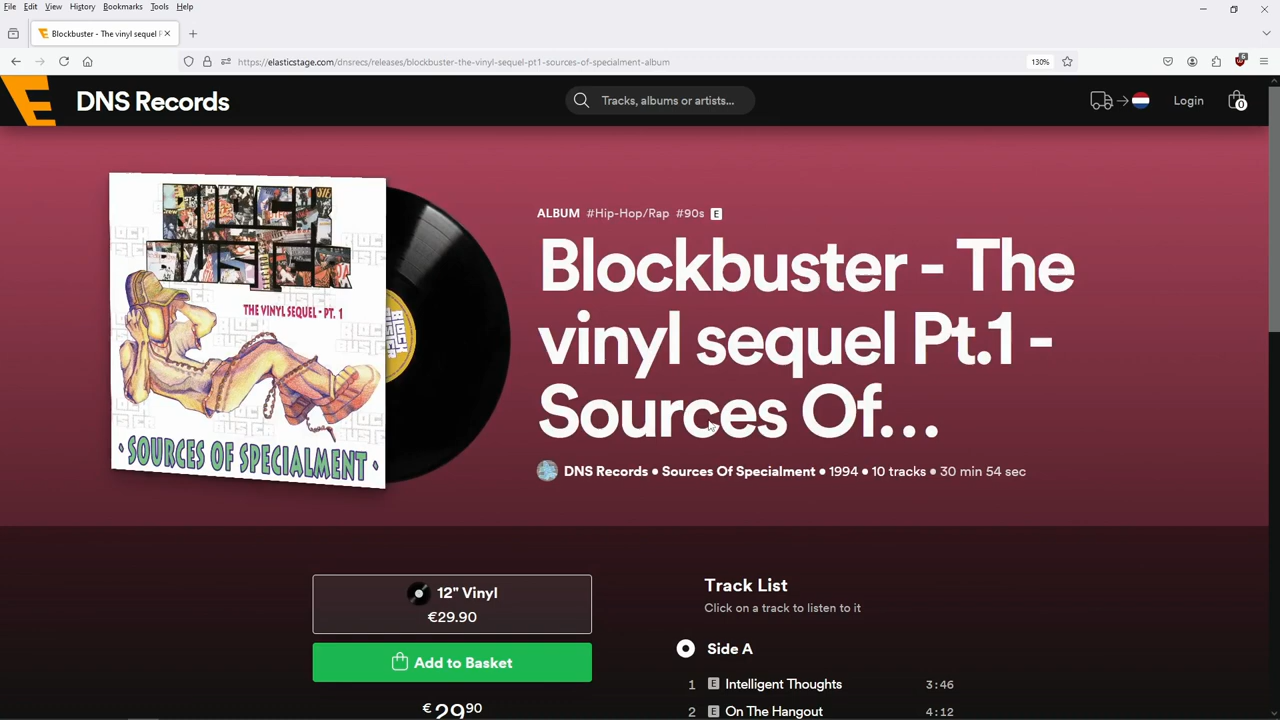 File Edit View History Bookmarks Tools Help
Blockbuster - The vinyl sequel P
https://elasticstage.com/dnsrecs/releases/blockbuster-the-vinyl-sequel-pt1-sources-of-specialment-album
130%
6
DNS Records
Tracks, albums or artists...
Login
0
BLOCK
BUSTER
THE VINYL SEQUEL - PT. 1
· SOURCES OF SPECIALMENT ·
BLOCK
BUSTER
ALBUM #Hip-Hop/Rap #90s E
Blockbuster - The
vinyl sequel Pt.1 -
Sources Of...
DNS Records • Sources Of Specialment • 1994 • 10 tracks • 30 min 54 sec
12" Vinyl
€29.90
Add to Basket
€29.90
Track List
Click on a track to listen to it
Side A
1 E Intelligent Thoughts 3:46
2 E On The Hangout 4:12